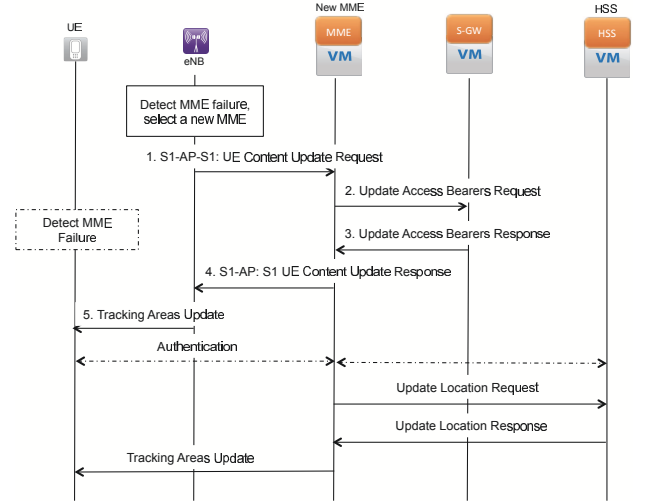 New MME
HSS
UE
eNB
MME
VM
S-GW
VM
HSS
VM
Detect MME failure,
select a new MME
1. S1-AP-S1: UE Content Update Request
2. Update Access Bearers Request
Detect MME
Failure
3. Update Access Bearers Response
4. S1-AP: S1 UE Content Update Response
5. Tracking Areas Update
Authentication
Update Location Request
Update Location Response
Tracking Areas Update